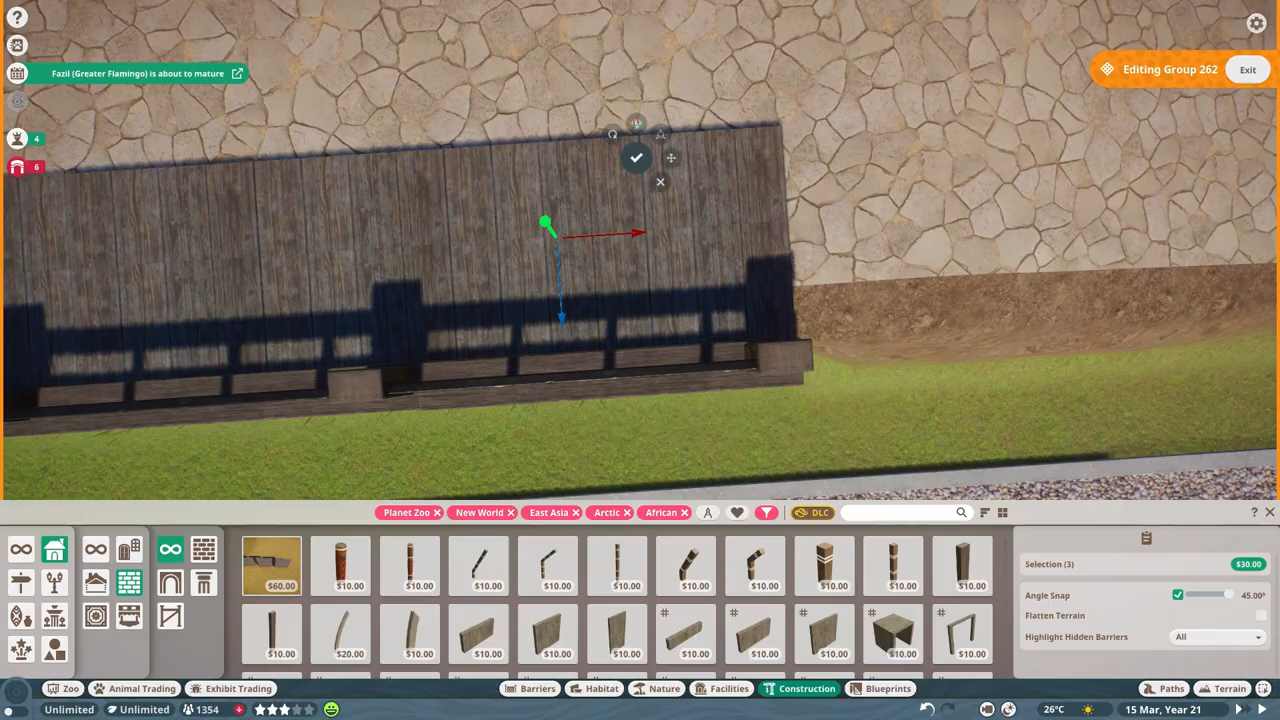 ?
Fazil (Greater Flamingo) is about to mature
Editing Group 262
Exit
4
6
Planet Zoo
New World
East Asia
Arctic
African
DLC
?
$60.00
$10.00
$10.00
$10.00
$10.00
$10.00
$10.00
$10.00
$10.00
$10.00
$10.00
$10.00
$20.00
$10.00
$10.00
$10.00
$10.00
$10.00
$10.00
$10.00
$10.00
$10.00
Selection (3)
$30.00
Angle Snap
45.00°
Flatten Terrain
Highlight Hidden Barriers
All
Zoo
Animal Trading
Exhibit Trading
Barriers
Habitat
Nature
Facilities
Construction
Blueprints
Paths
Terrain
Unlimited
Unlimited
1354
26°C
15 Mar, Year 21